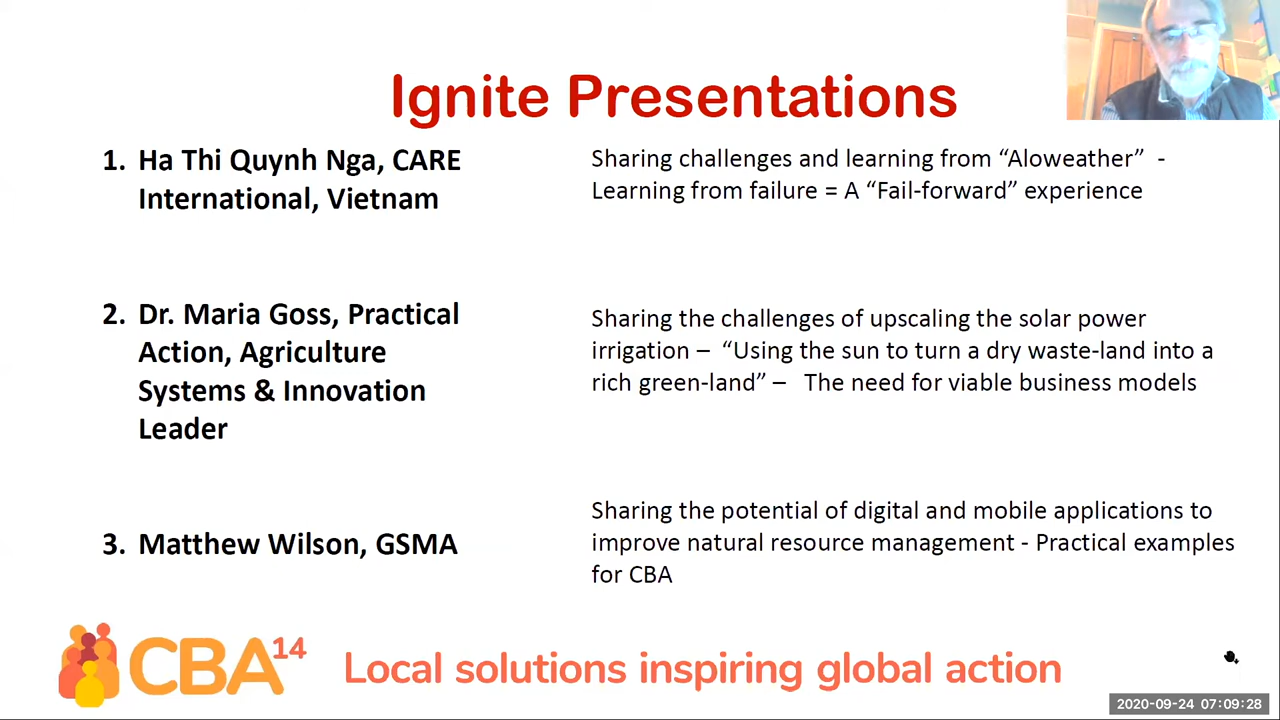 Ignite Presentations
1. Ha Thi Quynh Nga, CARE
International, Vietnam
Sharing challenges and learning from “Aloweather” -
Learning from failure = A “Fail-forward” experience
2. Dr. Maria Goss, Practical
Action, Agriculture
Systems & Innovation
Leader
Sharing the challenges of upscaling the solar power
irrigation – “Using the sun to turn a dry waste-land into a
rich green-land” – The need for viable business models
3. Matthew Wilson, GSMA
Sharing the potential of digital and mobile applications to
improve natural resource management - Practical examples
for CBA
CBA14
Local solutions inspiring global action
2020-09-24 07:09:28